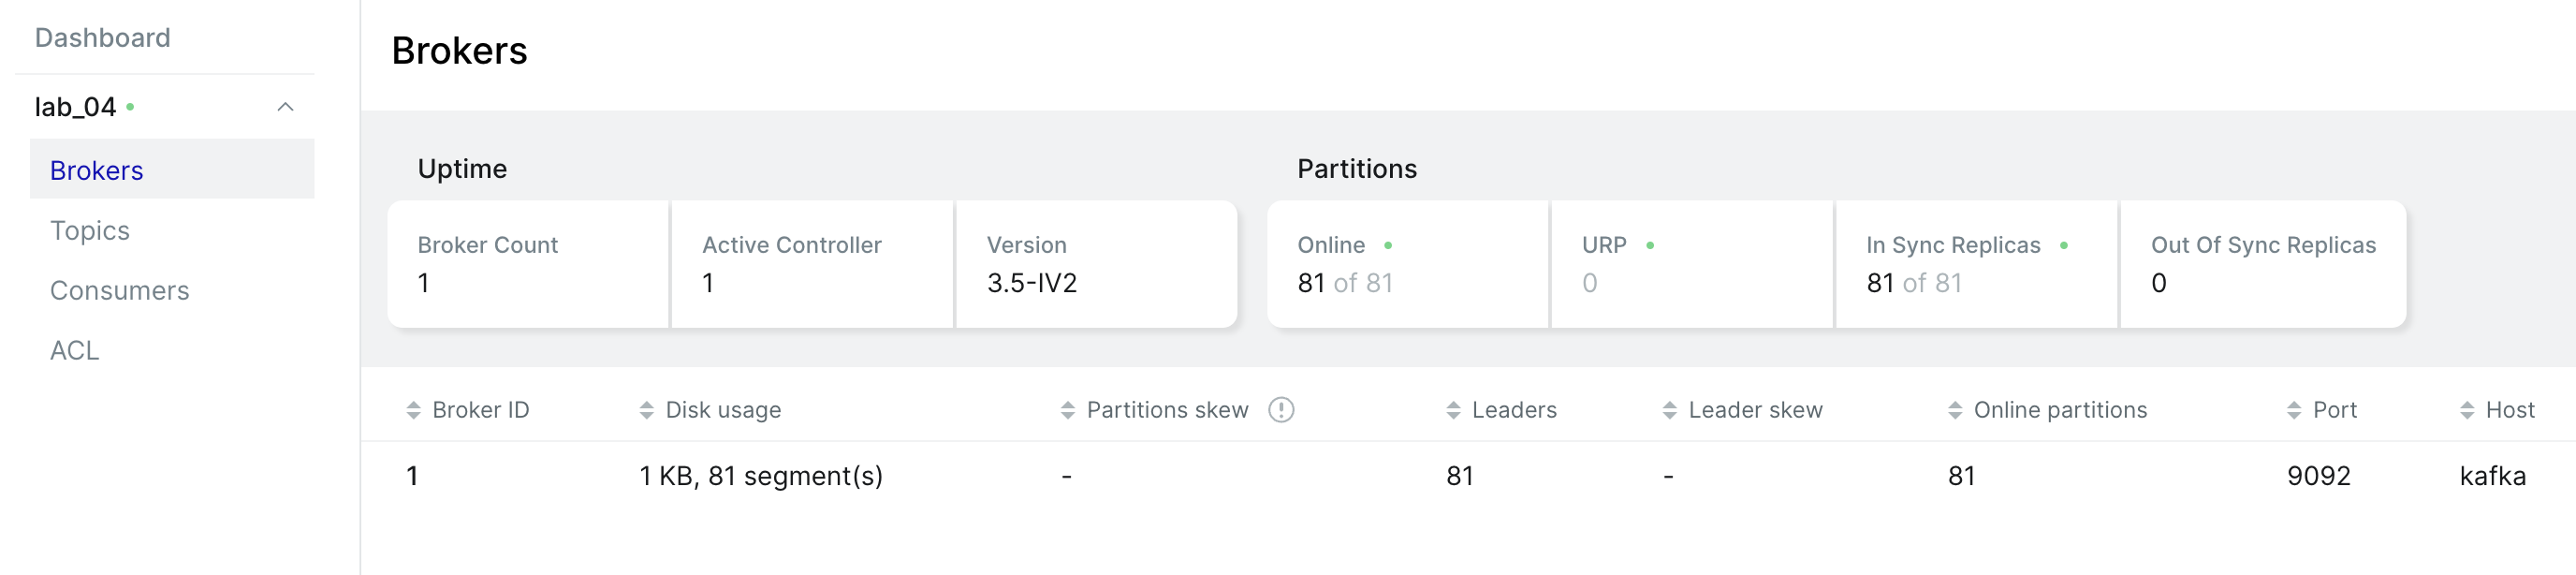 Dashboard
lab_04
Brokers
Topics
Consumers
ACL
Brokers
Uptime
Broker Count
1
Active Controller
1
Version
3.5-IV2
Partitions
Online
81 of 81
URP
0
In Sync Replicas
81 of 81
Out Of Sync Replicas
0
Broker ID Disk usage Partitions skew Leaders Leader skew Online partitions Port Host
1 1 KB, 81 segment(s) - 81 - 81 9092 kafka